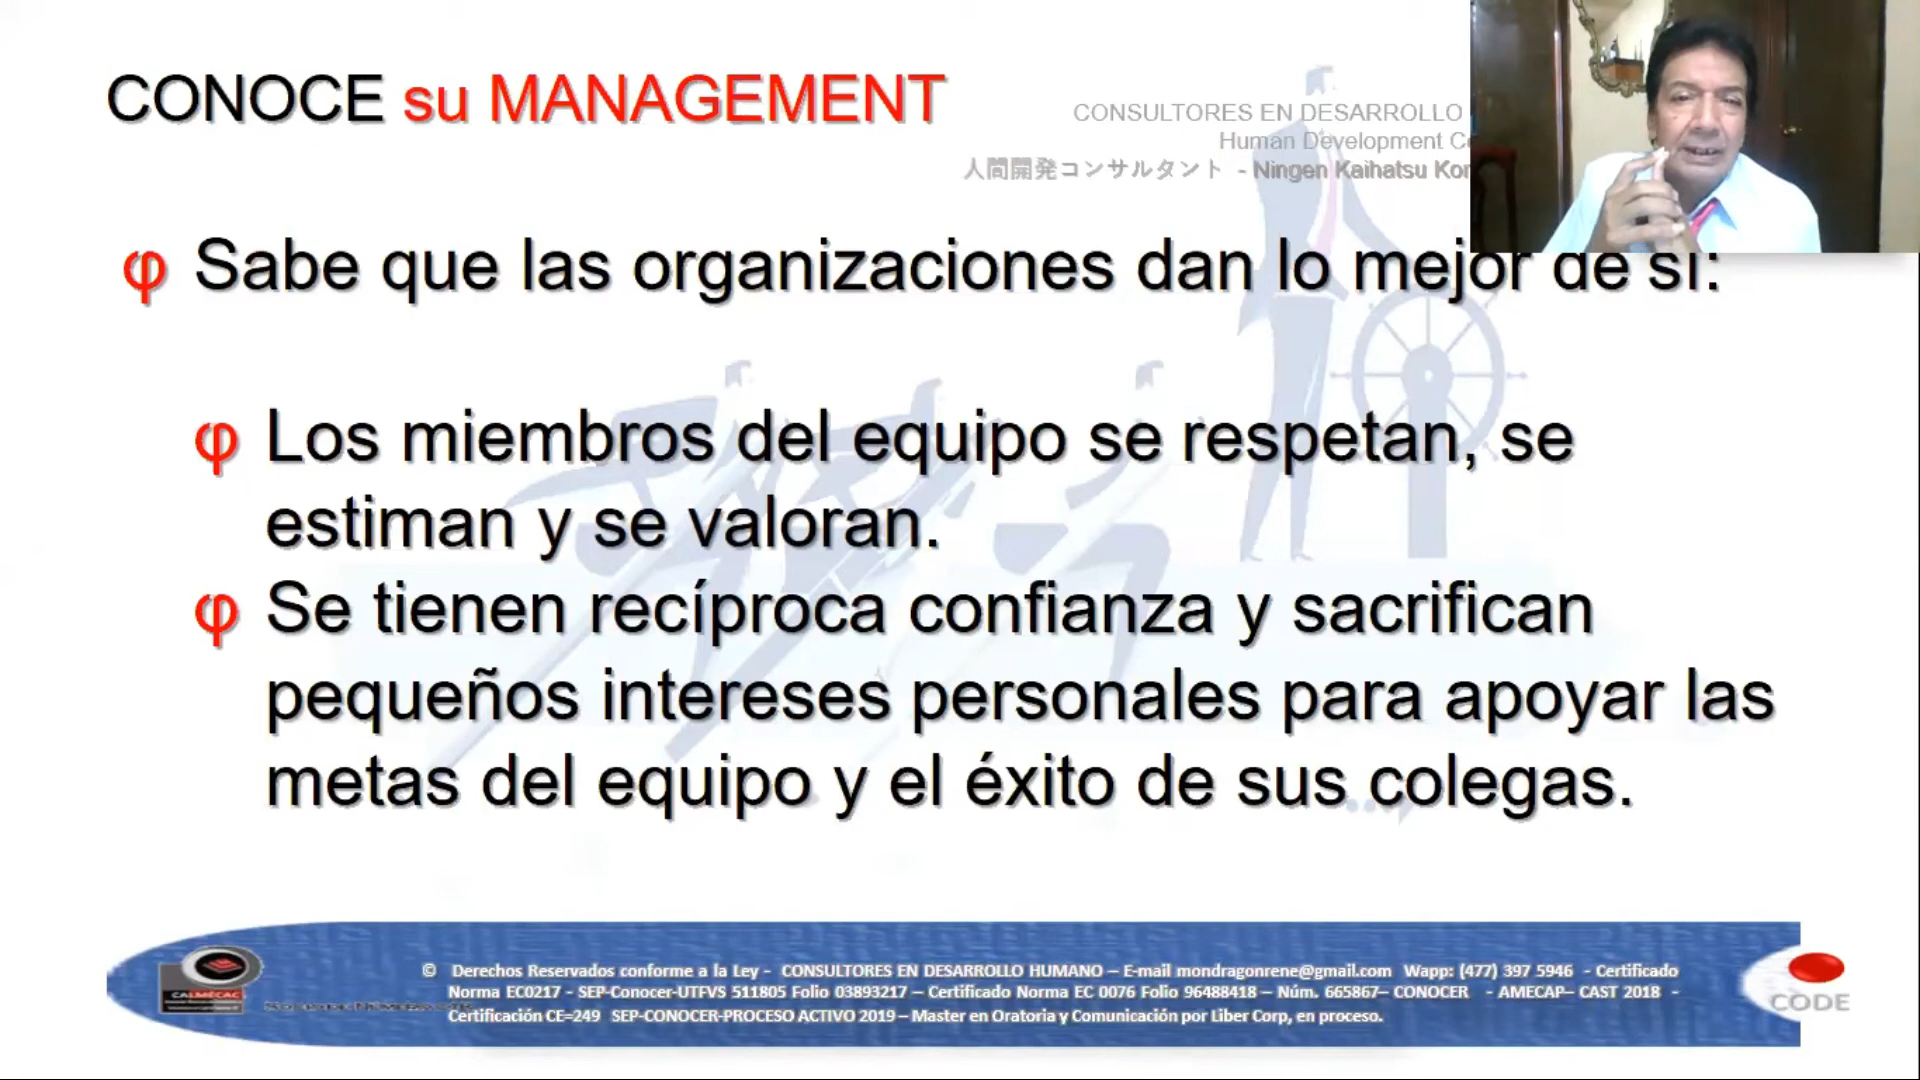 CONOCE su MANAGEMENT
CONSULTORES EN DESARROLLO
Human Development
人間開発コンサルタント - Ningen Kaihatsu
φ Sabe que las organizaciones dan lo mejor de sí:
φ Los miembros del equipo se respetan, se
estiman y se valoran.
φ Se tienen recíproca confianza y sacrifican
pequeños intereses personales para apoyar las
metas del equipo y el éxito de sus colegas.
© Derechos Reservados conforme a la Ley - CONSULTORES EN DESARROLLO HUMANO – E-mail mondragonrene@gmail.com Wapp: (477) 397 5946 - Certificado
Norma EC0217 - SEP-Conocer-UTFVS 511805 Folio 03893217 – Certificado Norma EC 0076 Folio 96488418 – Núm. 665867– CONOCER - AMECAP– CAST 2018 -
Certificación CE=249 SEP-CONOCER-PROCESO ACTIVO 2019 – Master en Oratoria y Comunicación por Liber Corp, en proceso.
CALMECAC
CODE